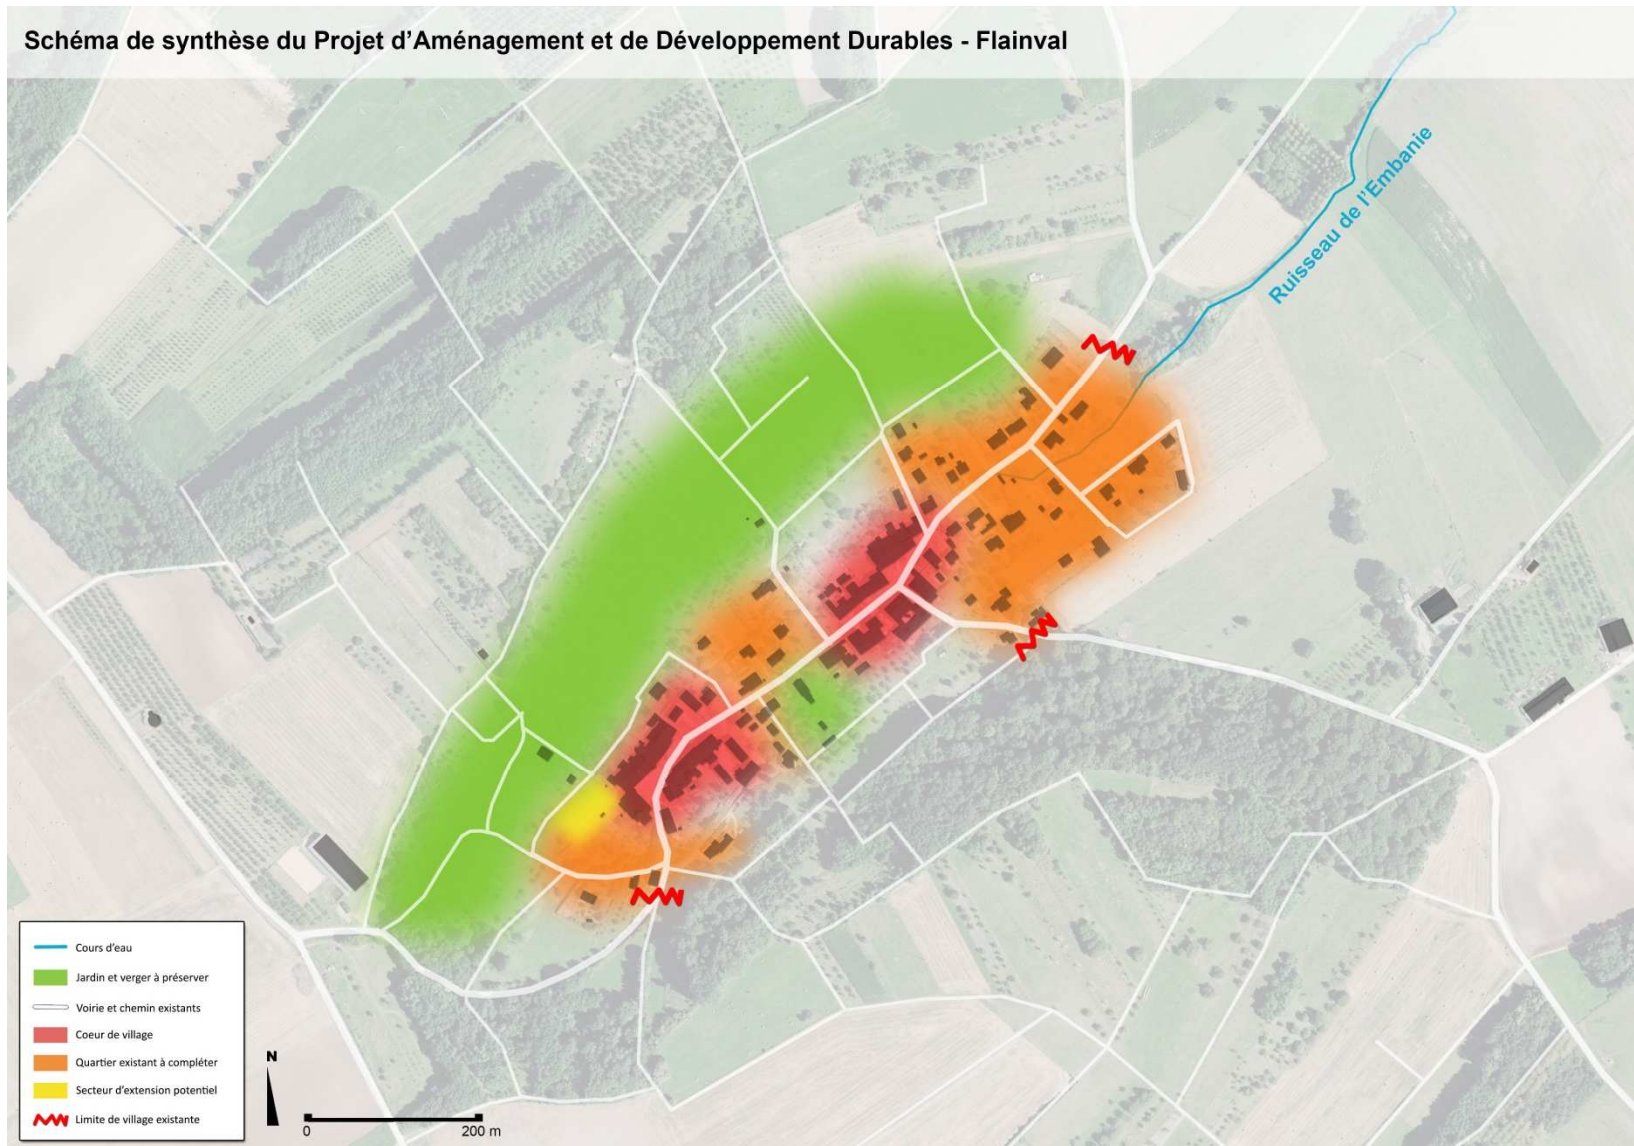 Schéma de synthèse du Projet d'Aménagement et de Développement Durables - Flainval
Ruisseau de l'Embanie
Cours d'eau
Jardin et verger à préserver
Voirie et chemin existants
Coeur de village
Quartier existant à compléter
Secteur d'extension potentiel
Limite de village existante
N
0 200 m